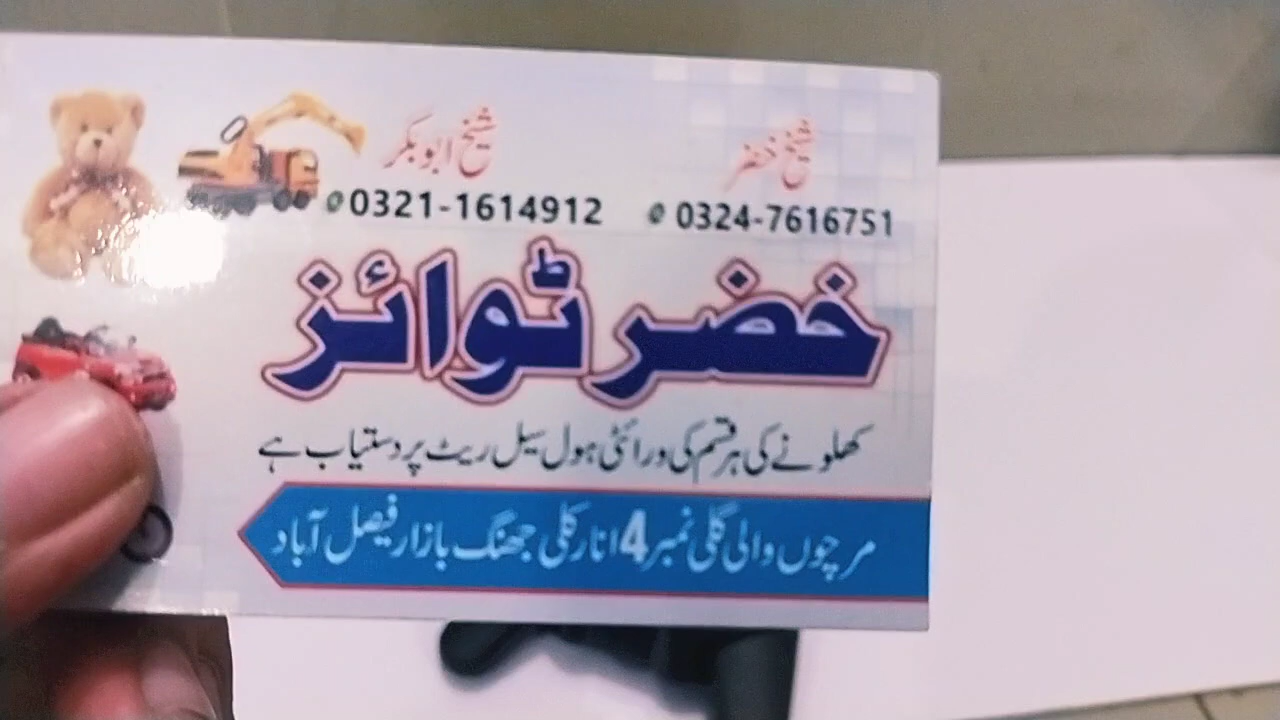 شیخ خضر
شیخ ابوبکر
0324-7616751
0321-1614912
خضر ٹوائز
کھلونے کی ہر قسم کی ورائٹی ہول سیل ریٹ پر دستیاب ہے
مرچوں والی گلی نمبر 4 انارکلی جھنگ بازار فیصل آباد